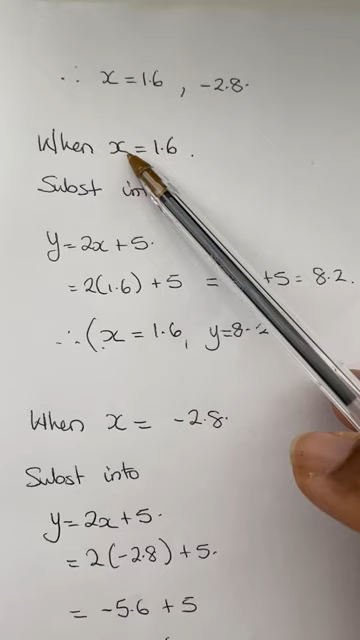 ∴ x = 1.6 , -2.8.
When x = 1.6 .
Subst
y = 2x + 5.
= 2(1.6) + 5 = +5 = 8.2.
∴ (x = 1.6, y = 8.2
When x = -2.8.
Subst into
y = 2x + 5.
= 2(-2.8) + 5.
= -5.6 + 5